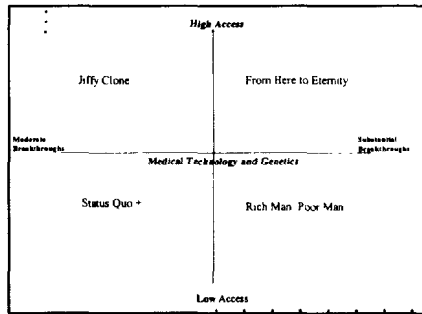 High Access
Jiffy Clone
From Here to Eternity
Moderate
Breakthroughs
Substantial
Breakthroughs
Medical Technology and Genetics
Status Quo +
Rich Man Poor Man
Low Access